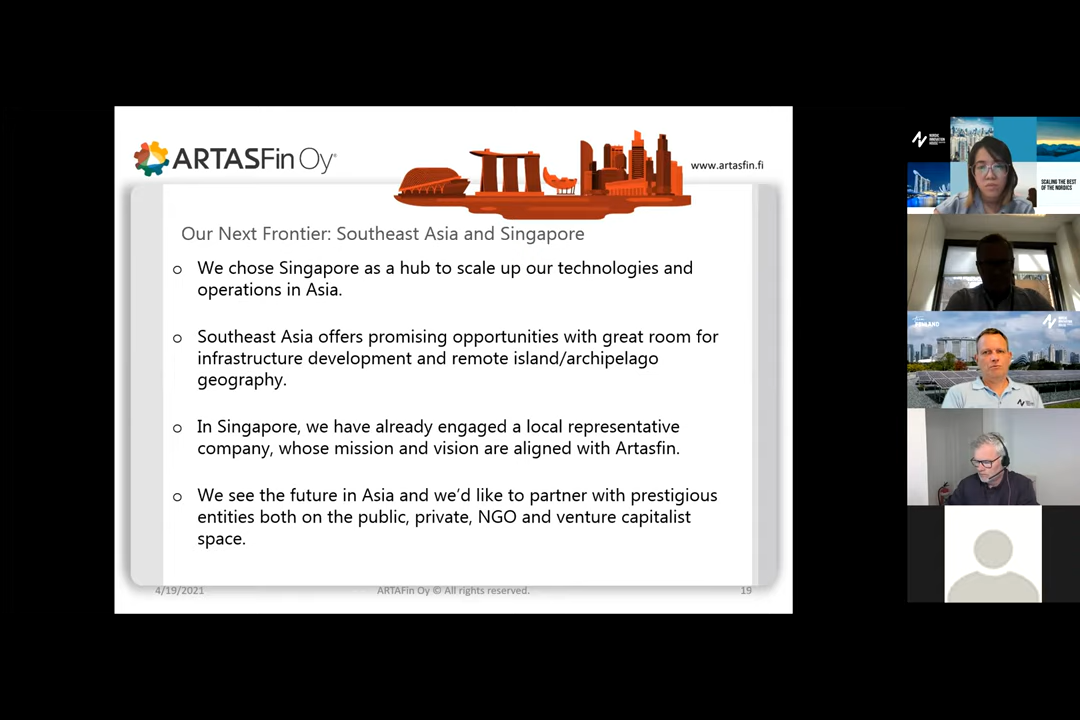 ARTASFin Oy
www.artasfin.fi
Our Next Frontier: Southeast Asia and Singapore
o We chose Singapore as a hub to scale up our technologies and
operations in Asia.
o Southeast Asia offers promising opportunities with great room for
infrastructure development and remote island/archipelago
geography.
o In Singapore, we have already engaged a local representative
company, whose mission and vision are aligned with Artasfin.
o We see the future in Asia and we'd like to partner with prestigious
entities both on the public, private, NGO and venture capitalist
space.
4/19/2021
ARTAFin Oy © All rights reserved.
19
NORDIC
INNOVATION
HOUSE
SCALING THE BEST
OF THE NORDICS
FINLAND